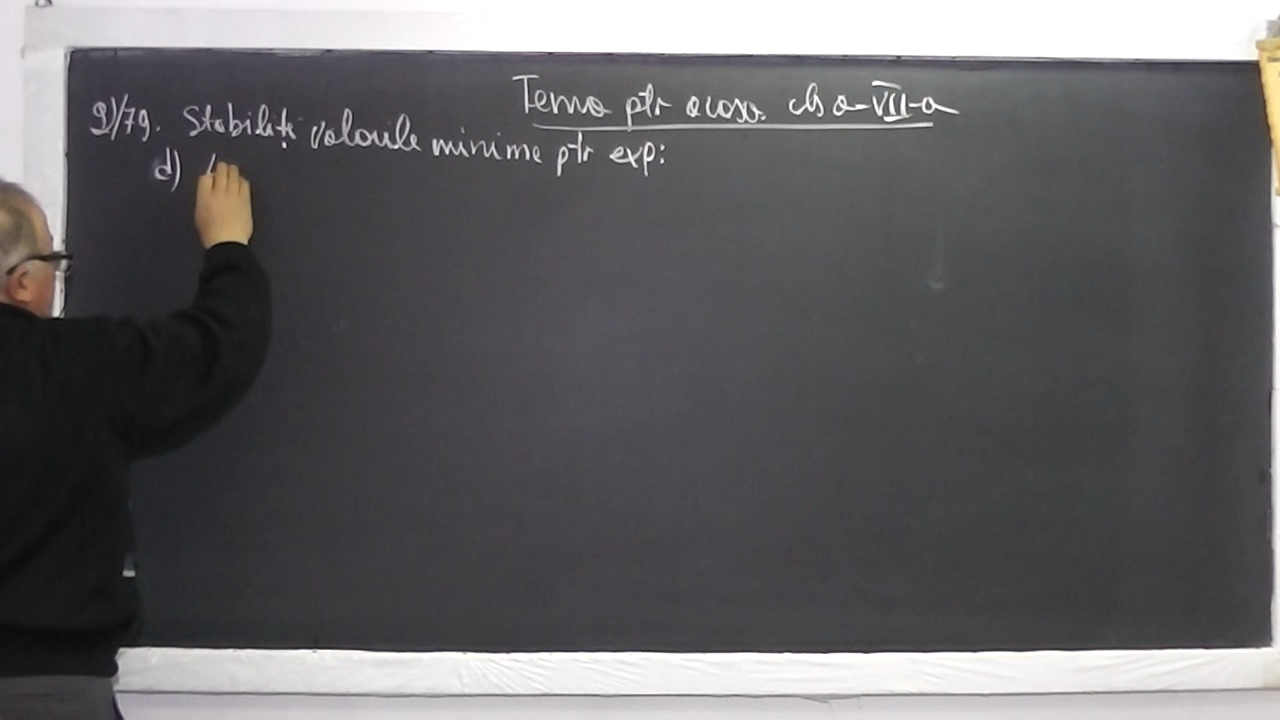 Tema ptr acasa cls a-VII-a
9/79. Stabiliți valorile minime ptr exp:
d)